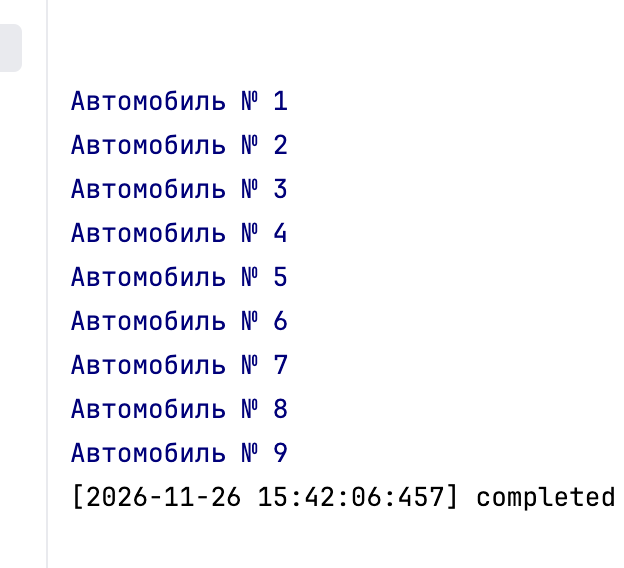 Автомобиль № 1
Автомобиль № 2
Автомобиль № 3
Автомобиль № 4
Автомобиль № 5
Автомобиль № 6
Автомобиль № 7
Автомобиль № 8
Автомобиль № 9
[2026-11-26 15:42:06:457] completed